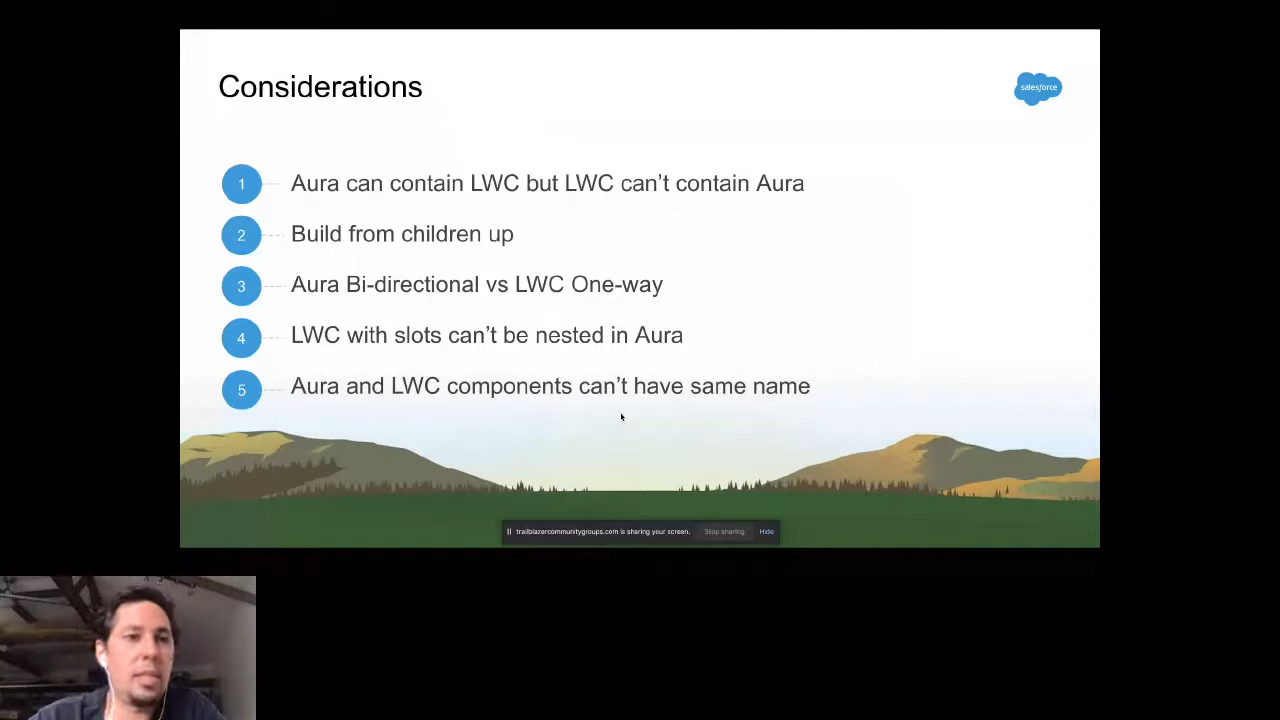 Considerations
salesforce
1 Aura can contain LWC but LWC can’t contain Aura
2 Build from children up
3 Aura Bi-directional vs LWC One-way
4 LWC with slots can’t be nested in Aura
5 Aura and LWC components can’t have same name
trailblazercommunitygroups.com is sharing your screen. Stop sharing Hide